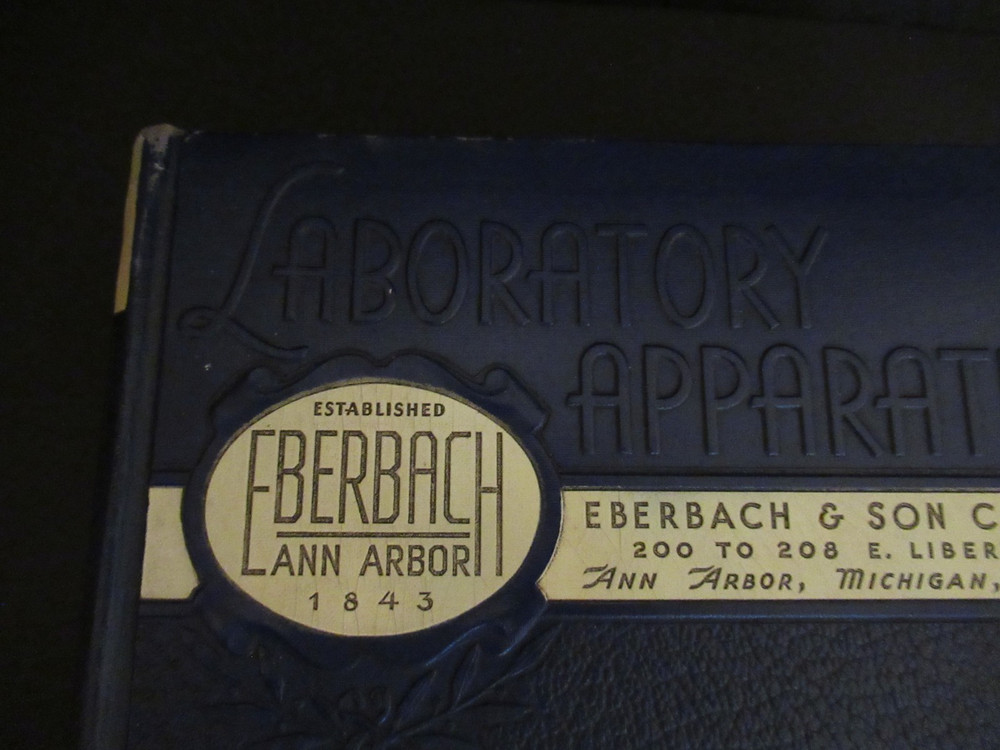 LABORATORY
APPARAT
ESTABLISHED
EBERBACH
ANN ARBOR
1843
EBERBACH & SON C
200 TO 208 E. LIBER
ANN ARBOR, MICHIGAN,